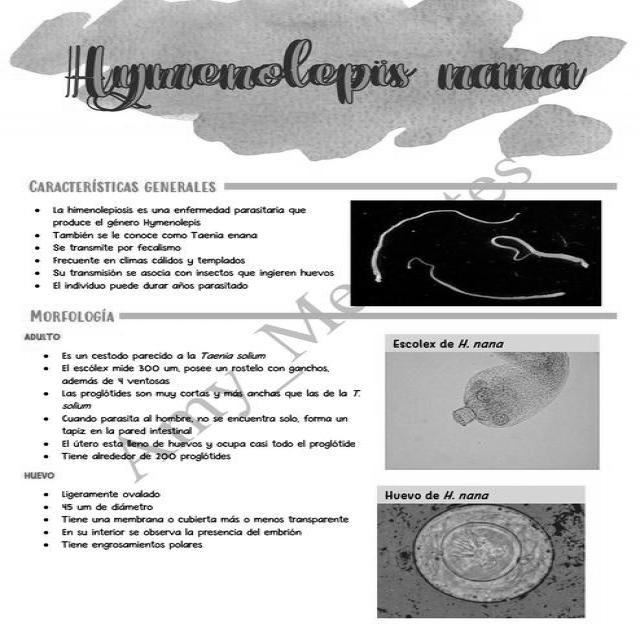 Hymenolepis nana
CARACTERÍSTICAS GENERALES
• La himenolepiosis es una enfermedad parasitaria que
produce el género Hymenolepis
• También se le conoce como Taenia enana
• Se transmite por fecalismo
• Frecuente en climas cálidos y templados
• Su transmisión se asocia con insectos que ingieren huevos
• El individuo puede durar años parasitado
MORFOLOGÍA
ADULTO
• Es un cestodo parecido a la Taenia solium
• El escólex mide 300 um, posee un rostelo con ganchos,
además de 4 ventosas
• Las proglótides son muy cortas y más anchas que las de la T.
solium
• Cuando parasita al hombre, no se encuentra solo, forma un
tapiz en la pared intestinal
• El útero esta lleno de huevos y ocupa casi todo el proglótide
• Tiene alrededor de 200 proglótides
Escolex de H. nana
HUEVO
• Ligeramente ovalado
• 45 um de diámetro
• Tiene una membrana o cubierta más o menos transparente
• En su interior se observa la presencia del embrión
• Tiene engrosamientos polares
Huevo de H. nana